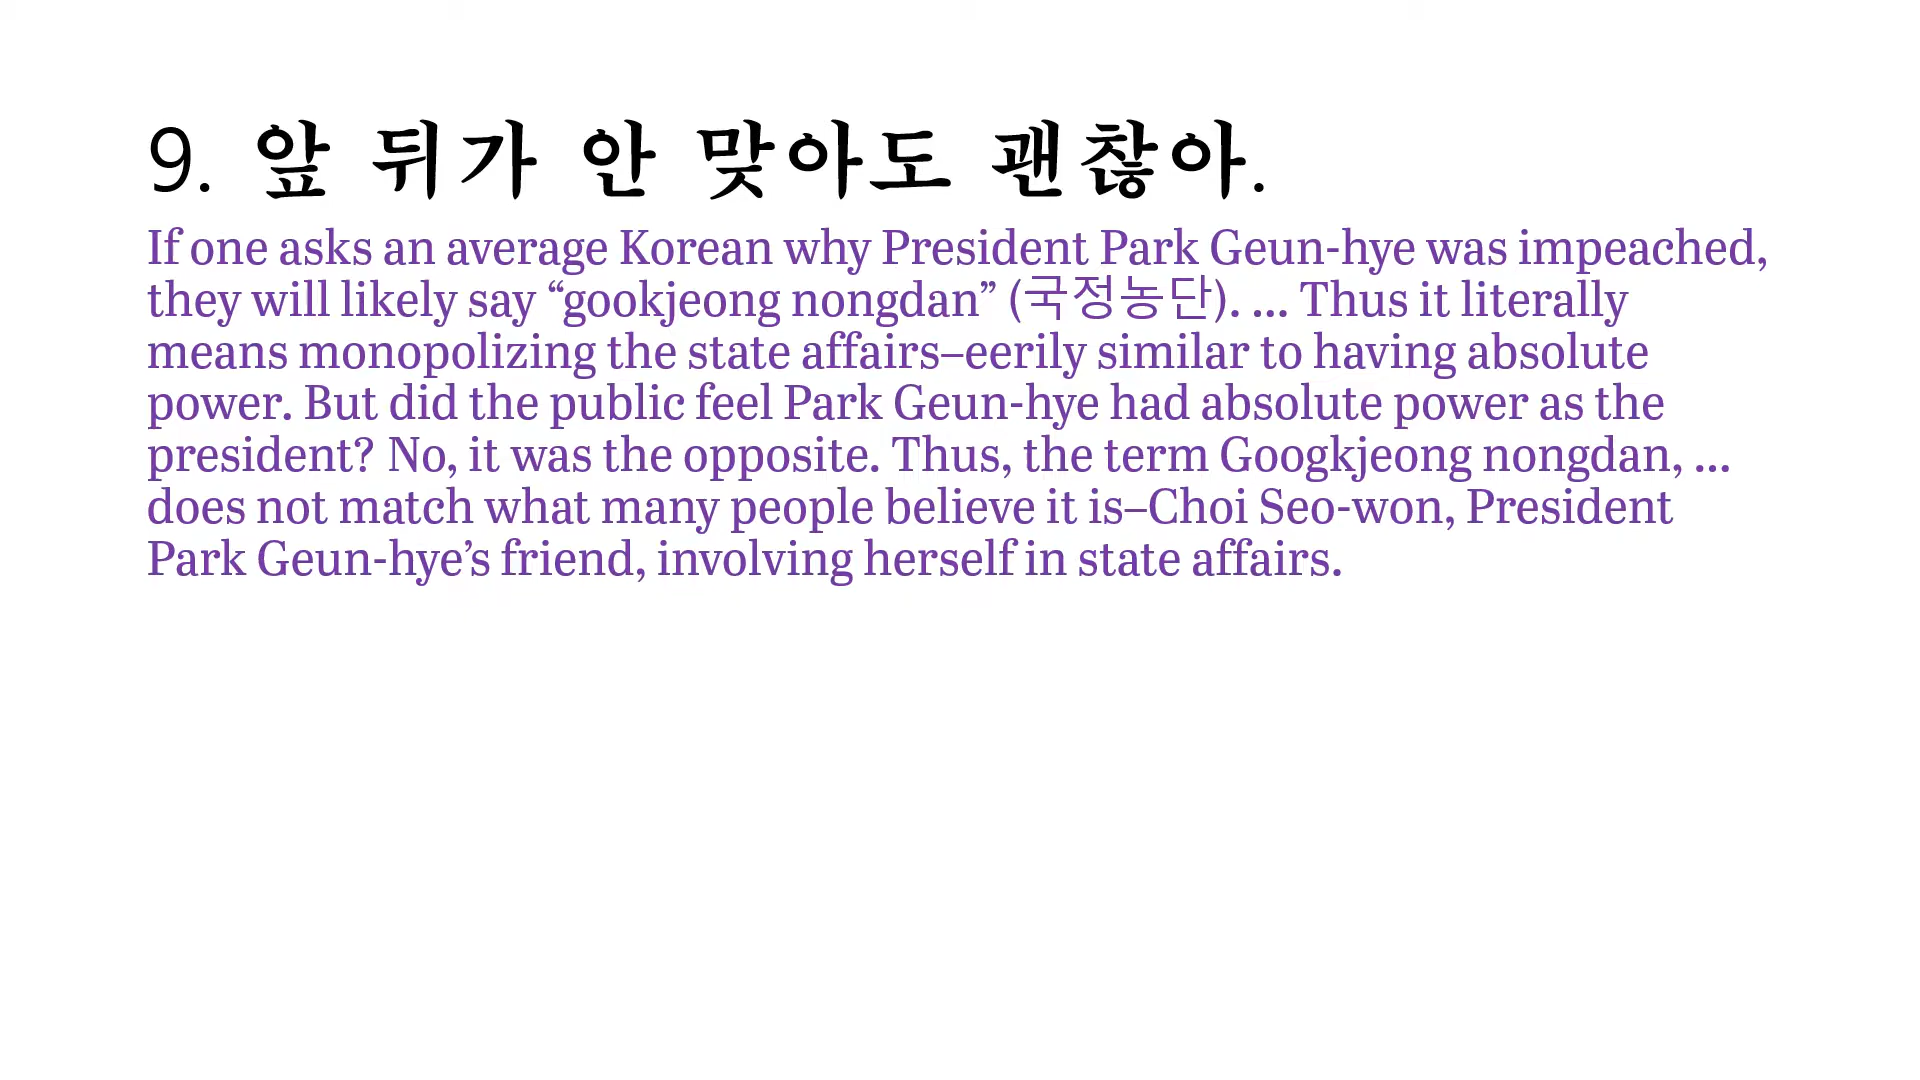 9. 앞 뒤가 안 맞아도 괜찮아.
If one asks an average Korean why President Park Geun-hye was impeached,
they will likely say “gookjeong nongdan” (국정농단). ... Thus it literally
means monopolizing the state affairs–eerily similar to having absolute
power. But did the public feel Park Geun-hye had absolute power as the
president? No, it was the opposite. Thus, the term Googkjeong nongdan, ...
does not match what many people believe it is–Choi Seo-won, President
Park Geun-hye’s friend, involving herself in state affairs.